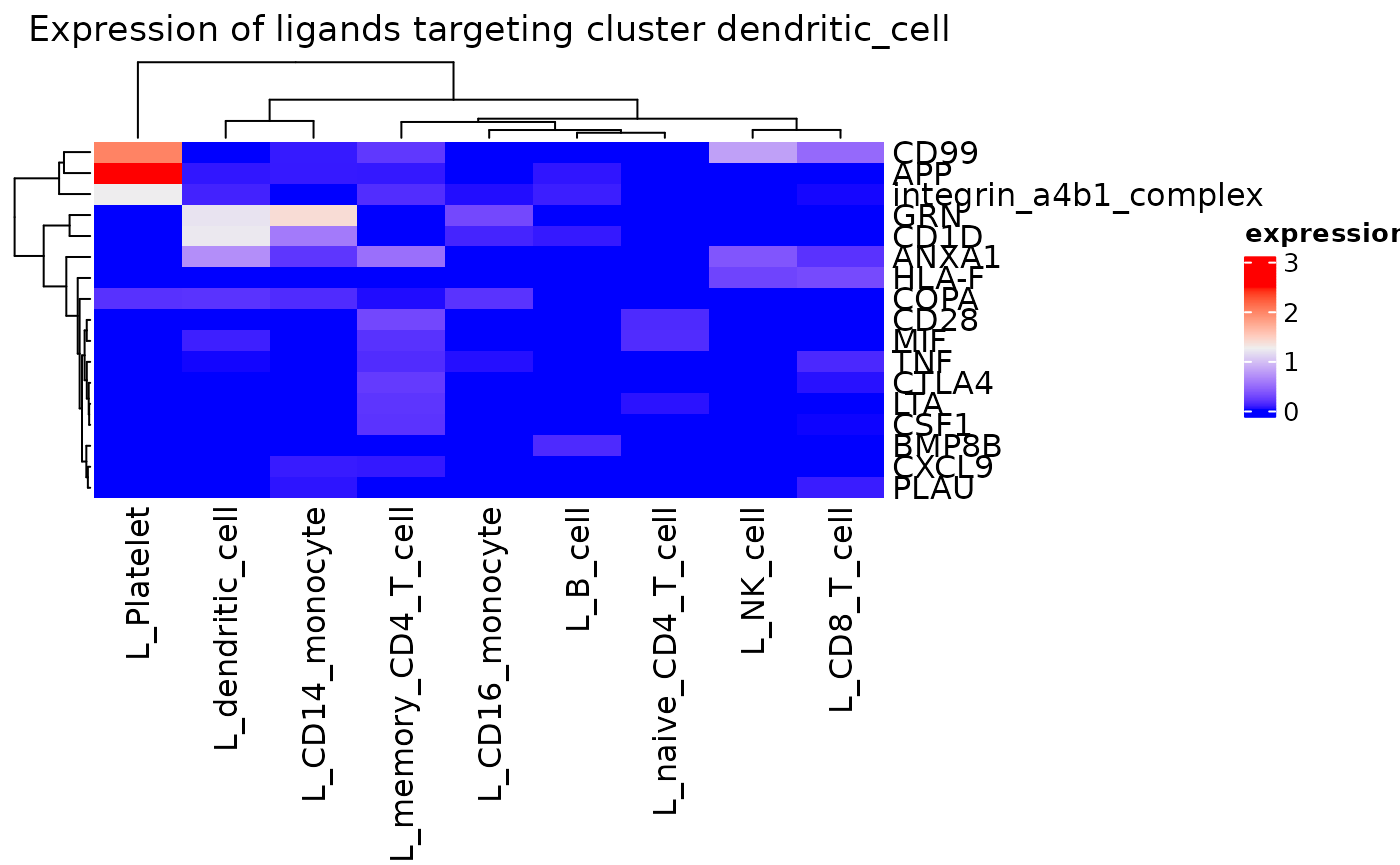 Expression of ligands targeting cluster dendritic_cell
CD99
APP
integrin_a4b1_complex
GRN
CD1D
ANXA1
HLA-F
COPA
CD28
MIF
TNF
CTLA4
LTA
CSF1
BMP8B
CXCL9
PLAU
expression
3
2
1
0
L_Platelet
L_dendritic_cell
L_CD14_monocyte
L_memory_CD4_T_cell
L_CD16_monocyte
L_B_cell
L_naive_CD4_T_cell
L_NK_cell
L_CD8_T_cell